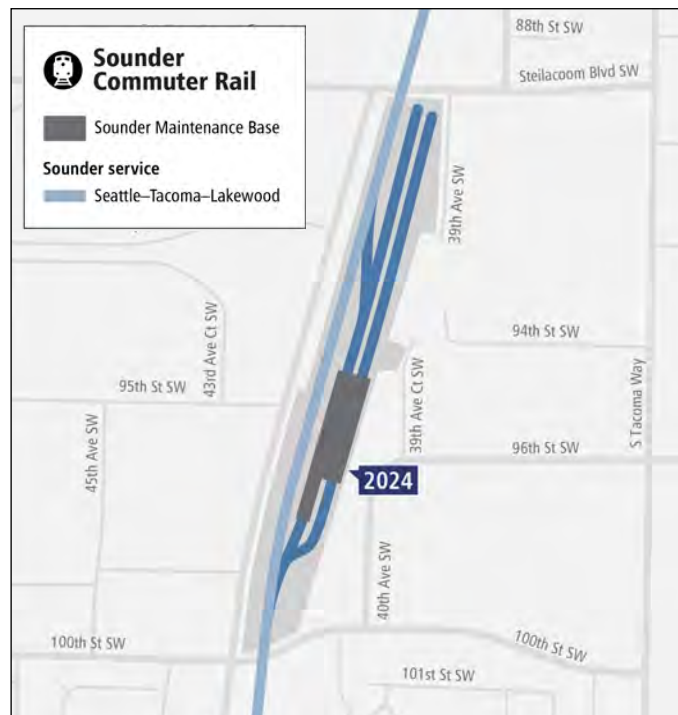 Sounder
Commuter Rail
Sounder Maintenance Base
Sounder service
Seattle–Tacoma–Lakewood
88th St SW
Steilacoom Blvd SW
39th Ave SW
94th St SW
43rd Ave Ct SW
95th St SW
39th Ave Ct SW
S Tacoma Way
45th Ave SW
96th St SW
2024
40th Ave SW
100th St SW
100th St SW
101st St SW